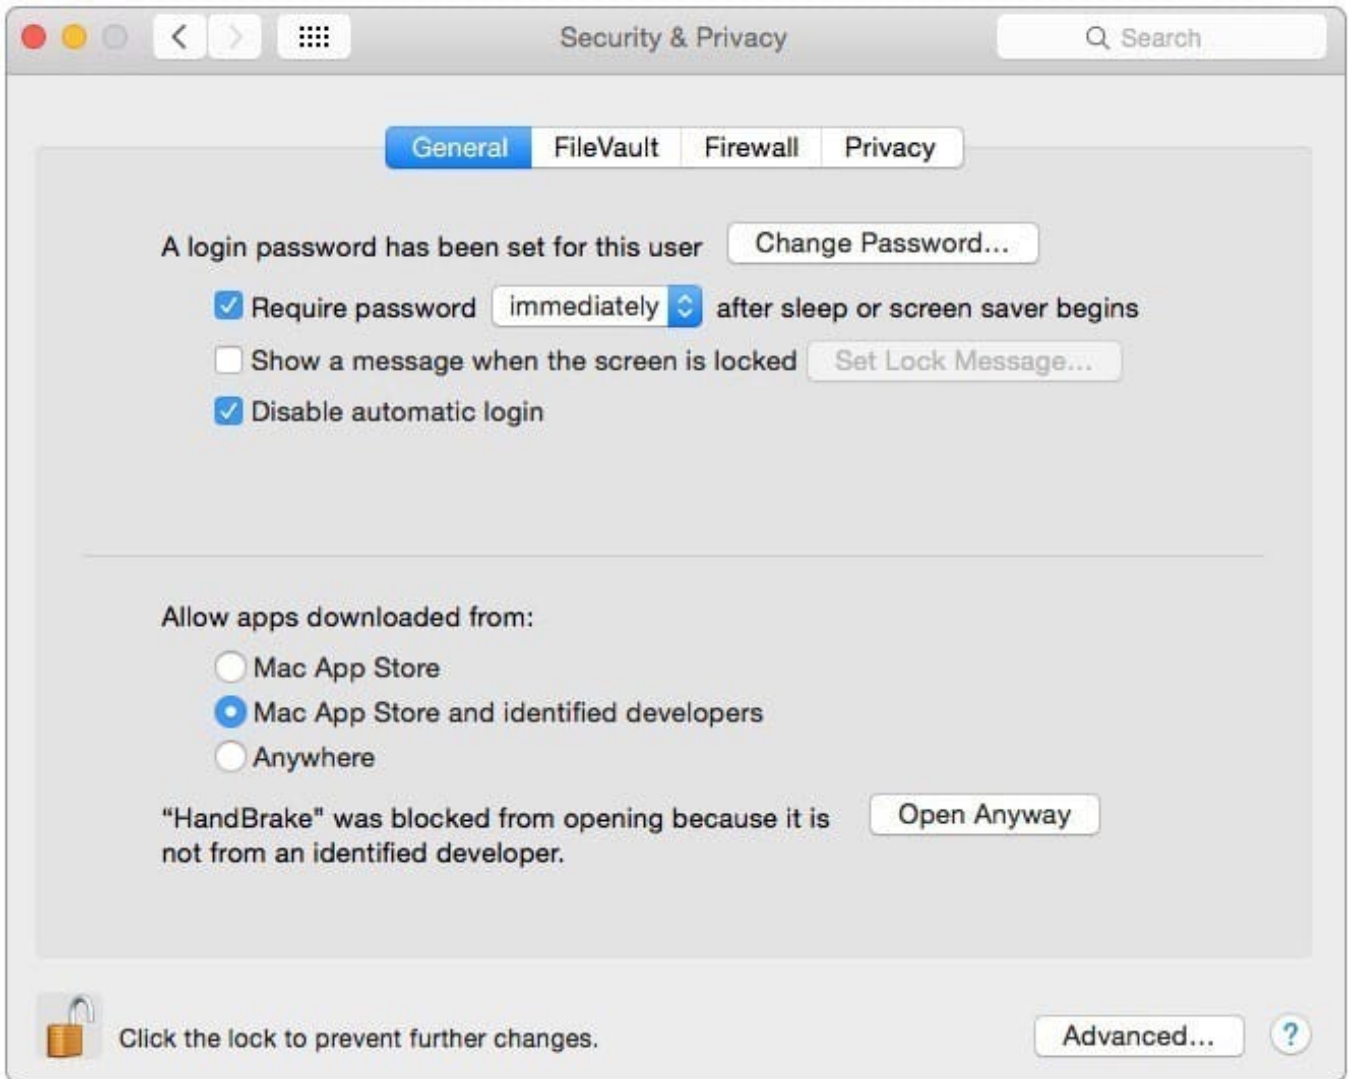 Security & Privacy
Search
General FileVault Firewall Privacy
A login password has been set for this user Change Password...
Require password immediately after sleep or screen saver begins
Show a message when the screen is locked Set Lock Message...
Disable automatic login
Allow apps downloaded from:
Mac App Store
Mac App Store and identified developers
Anywhere
“HandBrake" was blocked from opening because it is Open Anyway
not from an identified developer.
Click the lock to prevent further changes. Advanced... ?